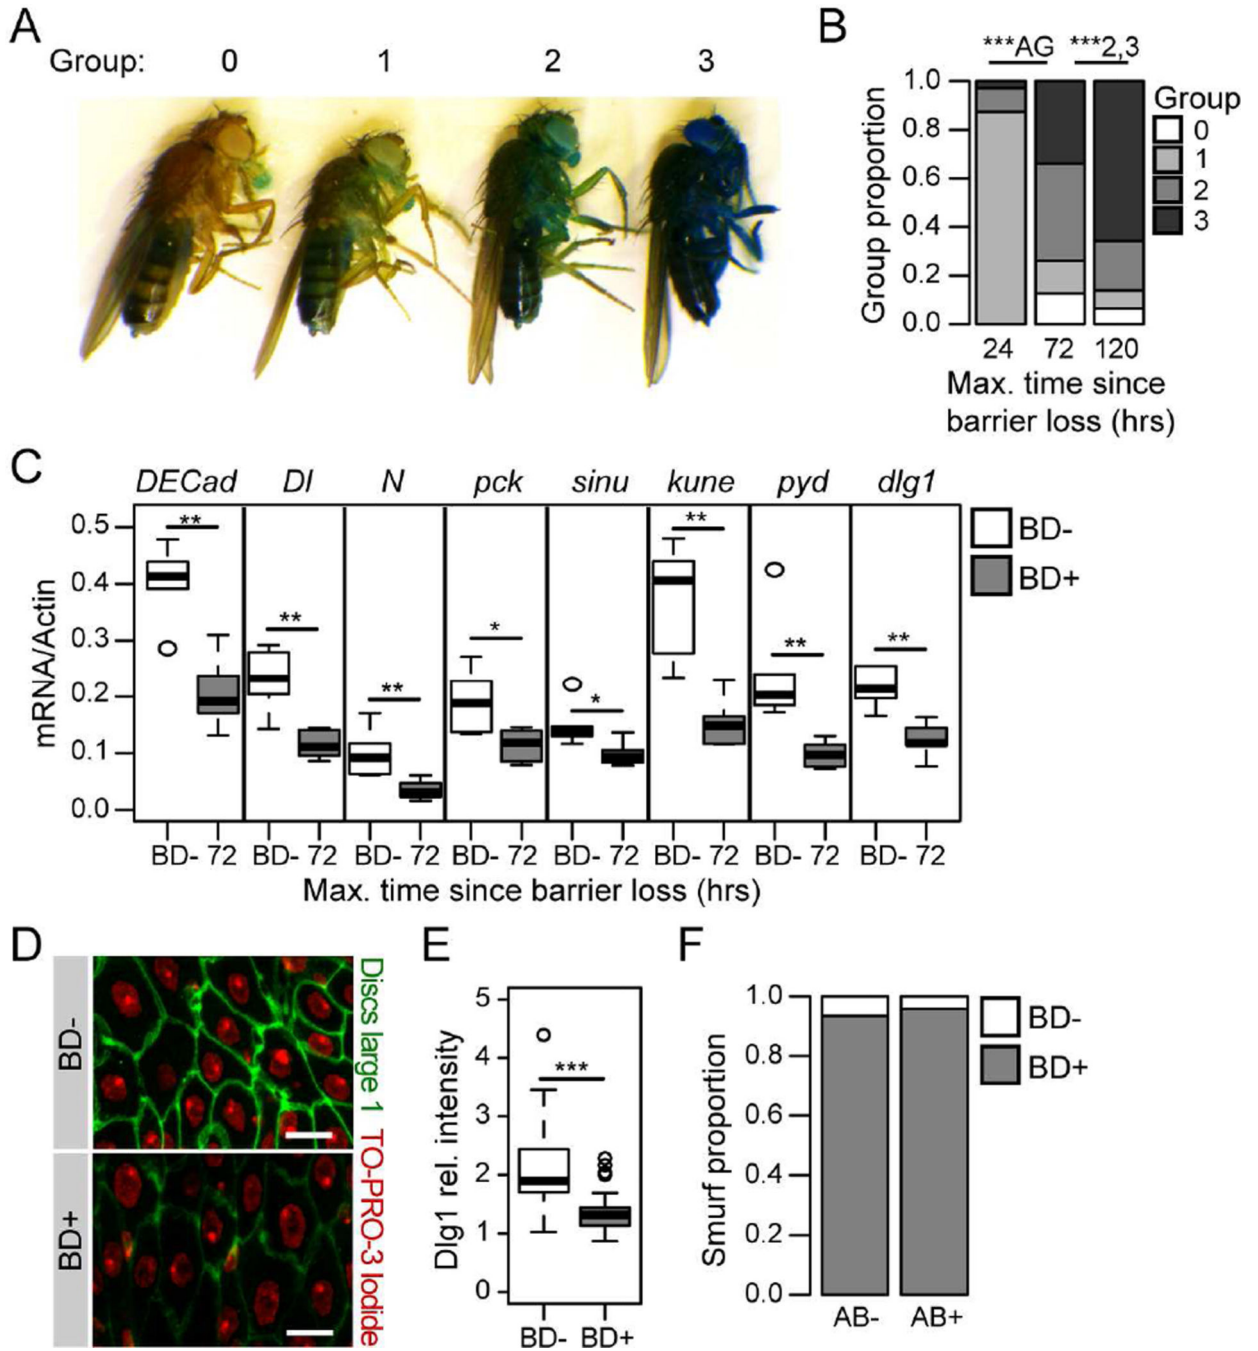 A
Group: 0 1 2 3
B
***AG ***2,3
Group proportion
1.0
0.8
0.6
0.4
0.2
0.0
24 72 120
Max. time since
barrier loss (hrs)
Group
0
1
2
3
C
DECad Dl N pck sinu kune pyd dlg1
mRNA/Actin
0.5
0.4
0.3
0.2
0.1
0.0
** ** ** * * ** ** **
BD- 72 BD- 72 BD- 72 BD- 72 BD- 72 BD- 72 BD- 72 BD- 72
Max. time since barrier loss (hrs)
BD-
BD+
D
BD-
BD+
Discs large 1 TO-PRO-3 Iodide
E
Dlg1 rel. intensity
5
4
3
2
1
0
***
BD- BD+
F
Smurf proportion
1.0
0.8
0.6
0.4
0.2
0.0
AB- AB+
BD-
BD+